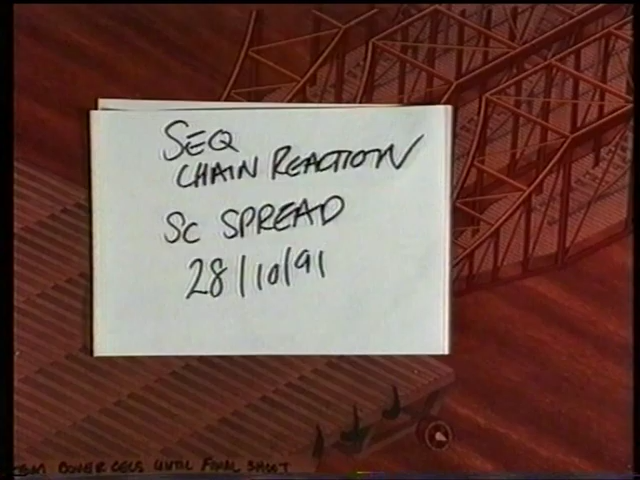 SEQ
CHAIN REACTION
SC SPREAD
28/10/91
COVER CELS UNTIL FINAL SHOOT